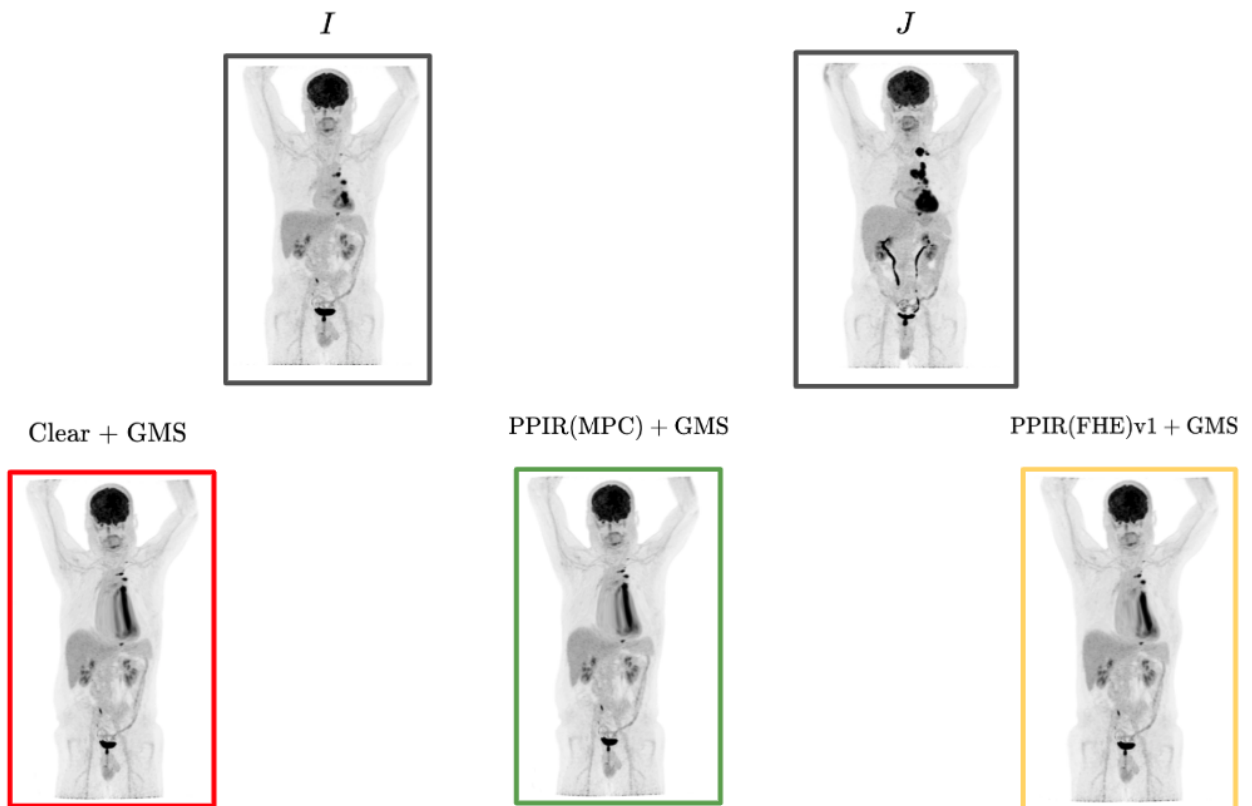 I
J
Clear + GMS
PPIR(MPC) + GMS
PPIR(FHE)v1 + GMS